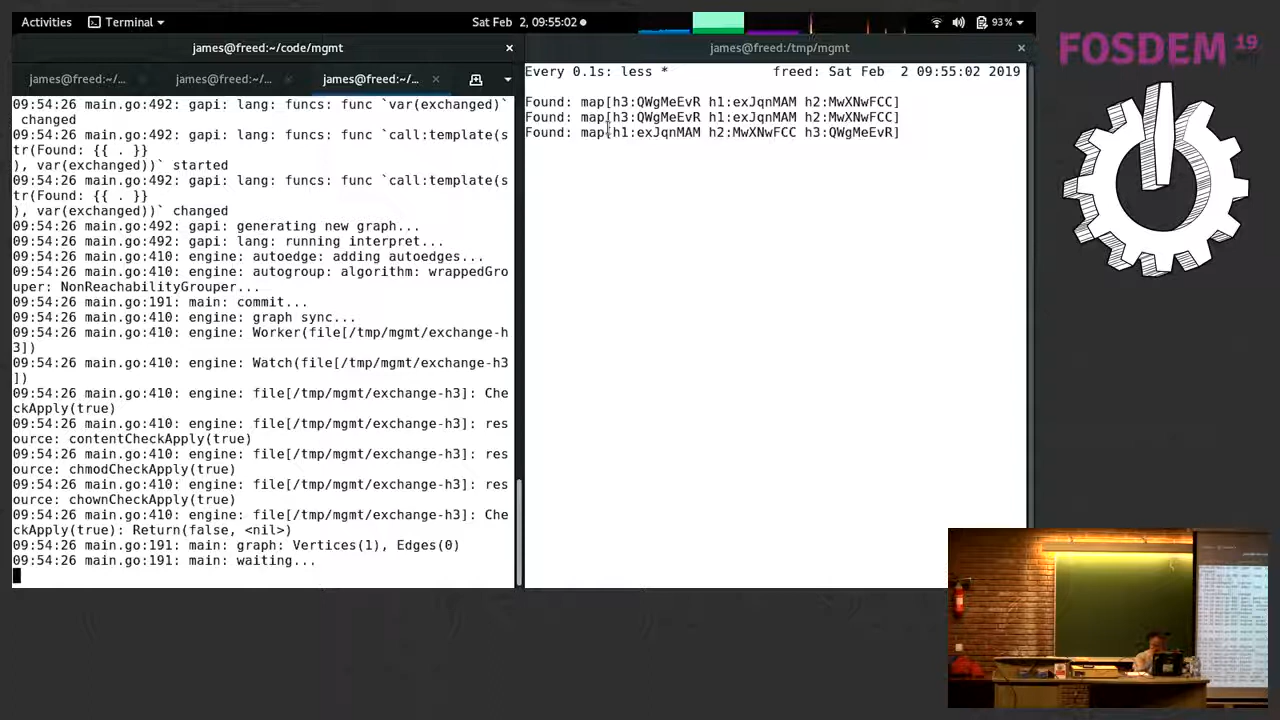 Activities
Terminal
Sat Feb 2, 09:55:02
93%
james@freed:~/code/mgmt
james@freed:~/...
james@freed:~/...
james@freed:~/...
09:54:26 main.go:492: gapi: lang: funcs: func `var(exchanged)`
changed
09:54:26 main.go:492: gapi: lang: funcs: func `call:template(s
tr(Found: {{ . }}
), var(exchanged))` started
09:54:26 main.go:492: gapi: lang: funcs: func `call:template(s
tr(Found: {{ . }}
), var(exchanged))` changed
09:54:26 main.go:492: gapi: generating new graph...
09:54:26 main.go:492: gapi: lang: running interpret...
09:54:26 main.go:410: engine: autoedge: adding autoedges...
09:54:26 main.go:410: engine: autogroup: algorithm: wrappedGro
uper: NonReachabilityGrouper...
09:54:26 main.go:191: main: commit...
09:54:26 main.go:410: engine: graph sync...
09:54:26 main.go:410: engine: Worker(file[/tmp/mgmt/exchange-h
3])
09:54:26 main.go:410: engine: Watch(file[/tmp/mgmt/exchange-h3
])
09:54:26 main.go:410: engine: file[/tmp/mgmt/exchange-h3]: Che
ckApply(true)
09:54:26 main.go:410: engine: file[/tmp/mgmt/exchange-h3]: res
ource: contentCheckApply(true)
09:54:26 main.go:410: engine: file[/tmp/mgmt/exchange-h3]: res
ource: chmodCheckApply(true)
09:54:26 main.go:410: engine: file[/tmp/mgmt/exchange-h3]: res
ource: chownCheckApply(true)
09:54:26 main.go:410: engine: file[/tmp/mgmt/exchange-h3]: Che
ckApply(true): Return(false, <nil>)
09:54:26 main.go:191: main: graph: Vertices(1), Edges(0)
09:54:26 main.go:191: main: waiting...
james@freed:/tmp/mgmt
Every 0.1s: less * freed: Sat Feb 2 09:55:02 2019
Found: map[h3:QWgMeEvR h1:exJqnMAM h2:MwXNwFCC]
Found: map[h3:QWgMeEvR h1:exJqnMAM h2:MwXNwFCC]
Found: map[h1:exJqnMAM h2:MwXNwFCC h3:QWgMeEvR]
FOSDEM 19